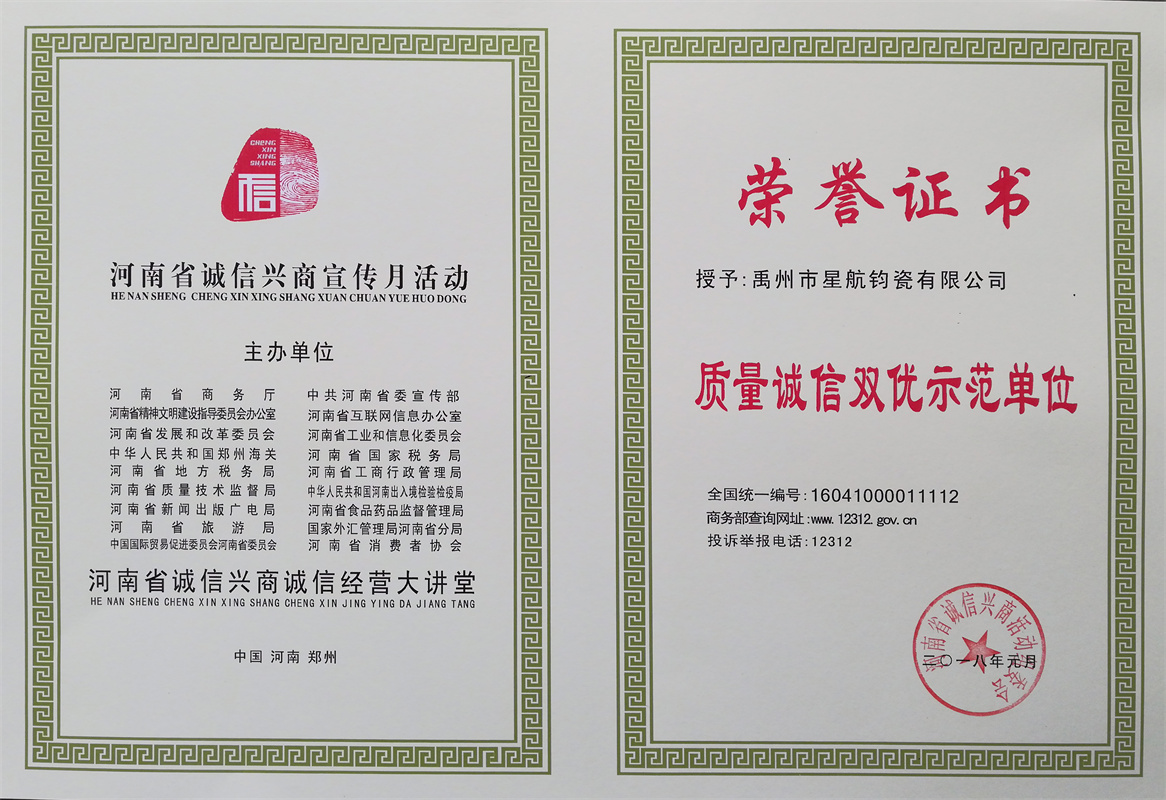 CHENG
XIN
XING
SHANG
信
河南省诚信兴商宣传月活动
HE NAN SHENG CHENG XIN XING SHANG XUAN CHUAN YUE HUO DONG
主办单位
河南省商务厅
中共河南省委宣传部
河南省精神文明建设指导委员会办公室
河南省互联网信息办公室
河南省发展和改革委员会
河南省工业和信息化委员会
中华人民共和国郑州海关
河南省国家税务局
河南省地方税务局
河南省工商行政管理局
河南省质量技术监督局
中华人民共和国河南出入境检验检疫局
河南省新闻出版广电局
河南省食品药品监督管理局
河南省旅游局
国家外汇管理局河南省分局
中国国际贸易促进委员会河南省委员会
河南省消费者协会
河南省诚信兴商诚信经营大讲堂
HE NAN SHENG CHENG XIN XING SHANG CHENG XIN JING YING DA JIANG TANG
中国 河南 郑州
荣誉证书
授予:禹州市星航钧瓷有限公司
质量诚信双优示范单位
全国统一编号:16041000011112
商务部查询网址:www.12312.gov.cn
投诉举报电话:12312
河南省诚信兴商活动组委会
二〇一八年元月